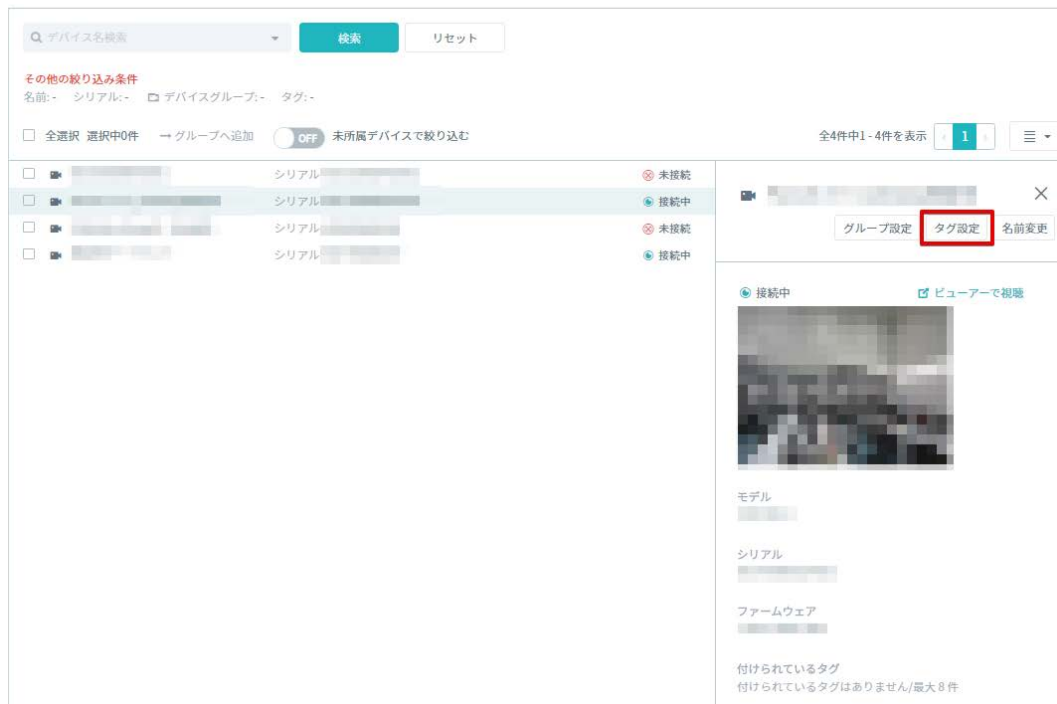 デバイス名検索 検索 リセット
その他の絞り込み条件
名前:- シリアル:- デバイスグループ:- タグ:-
全選択 選択中0件 →グループへ追加 OFF 未所属デバイスで絞り込む 全4件中1-4件を表示 ‹ 1 ›
シリアル 未接続
シリアル 接続中
シリアル 未接続
シリアル 接続中
グループ設定 タグ設定 名前変更
接続中 ビューアーで視聴
モデル
シリアル
ファームウェア
付けられているタグ
付けられているタグはありません/最大8件